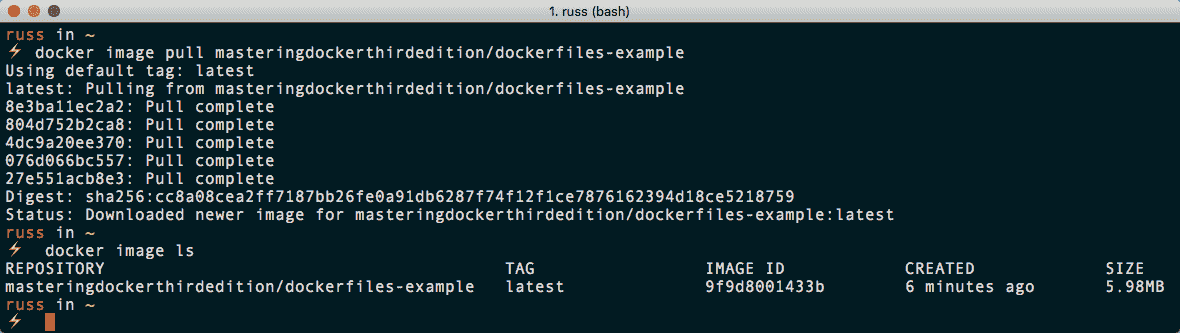 1. russ (bash)
russ in ~
⚡ docker image pull masteringdockerthirdedition/dockerfiles-example
Using default tag: latest
latest: Pulling from masteringdockerthirdedition/dockerfiles-example
8e3ba11ec2a2: Pull complete
804d752b2ca8: Pull complete
4dc9a20ee370: Pull complete
076d066bc557: Pull complete
27e551acb8e3: Pull complete
Digest: sha256:cc8a08cea2ff7187bb26fe0a91db6287f74f12f1ce7876162394d18ce5218759
Status: Downloaded newer image for masteringdockerthirdedition/dockerfiles-example:latest
russ in ~
⚡ docker image ls
REPOSITORY TAG IMAGE ID CREATED SIZE
masteringdockerthirdedition/dockerfiles-example latest 9f9d8001433b 6 minutes ago 5.98MB
russ in ~
⚡